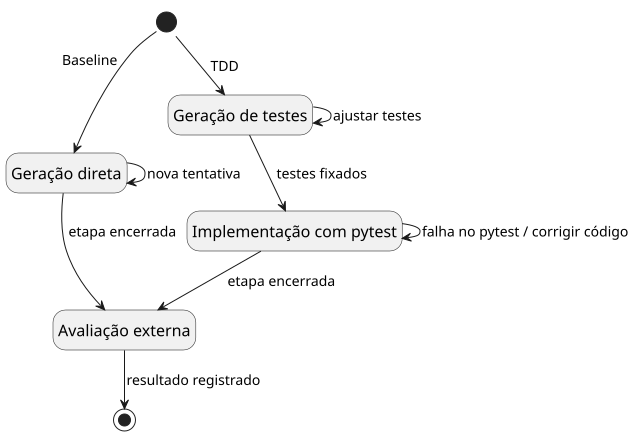 Baseline
TDD
Geração de testes
ajustar testes
Geração direta
nova tentativa
testes fixados
etapa encerrada
Implementação com pytest
falha no pytest / corrigir código
etapa encerrada
Avaliação externa
resultado registrado